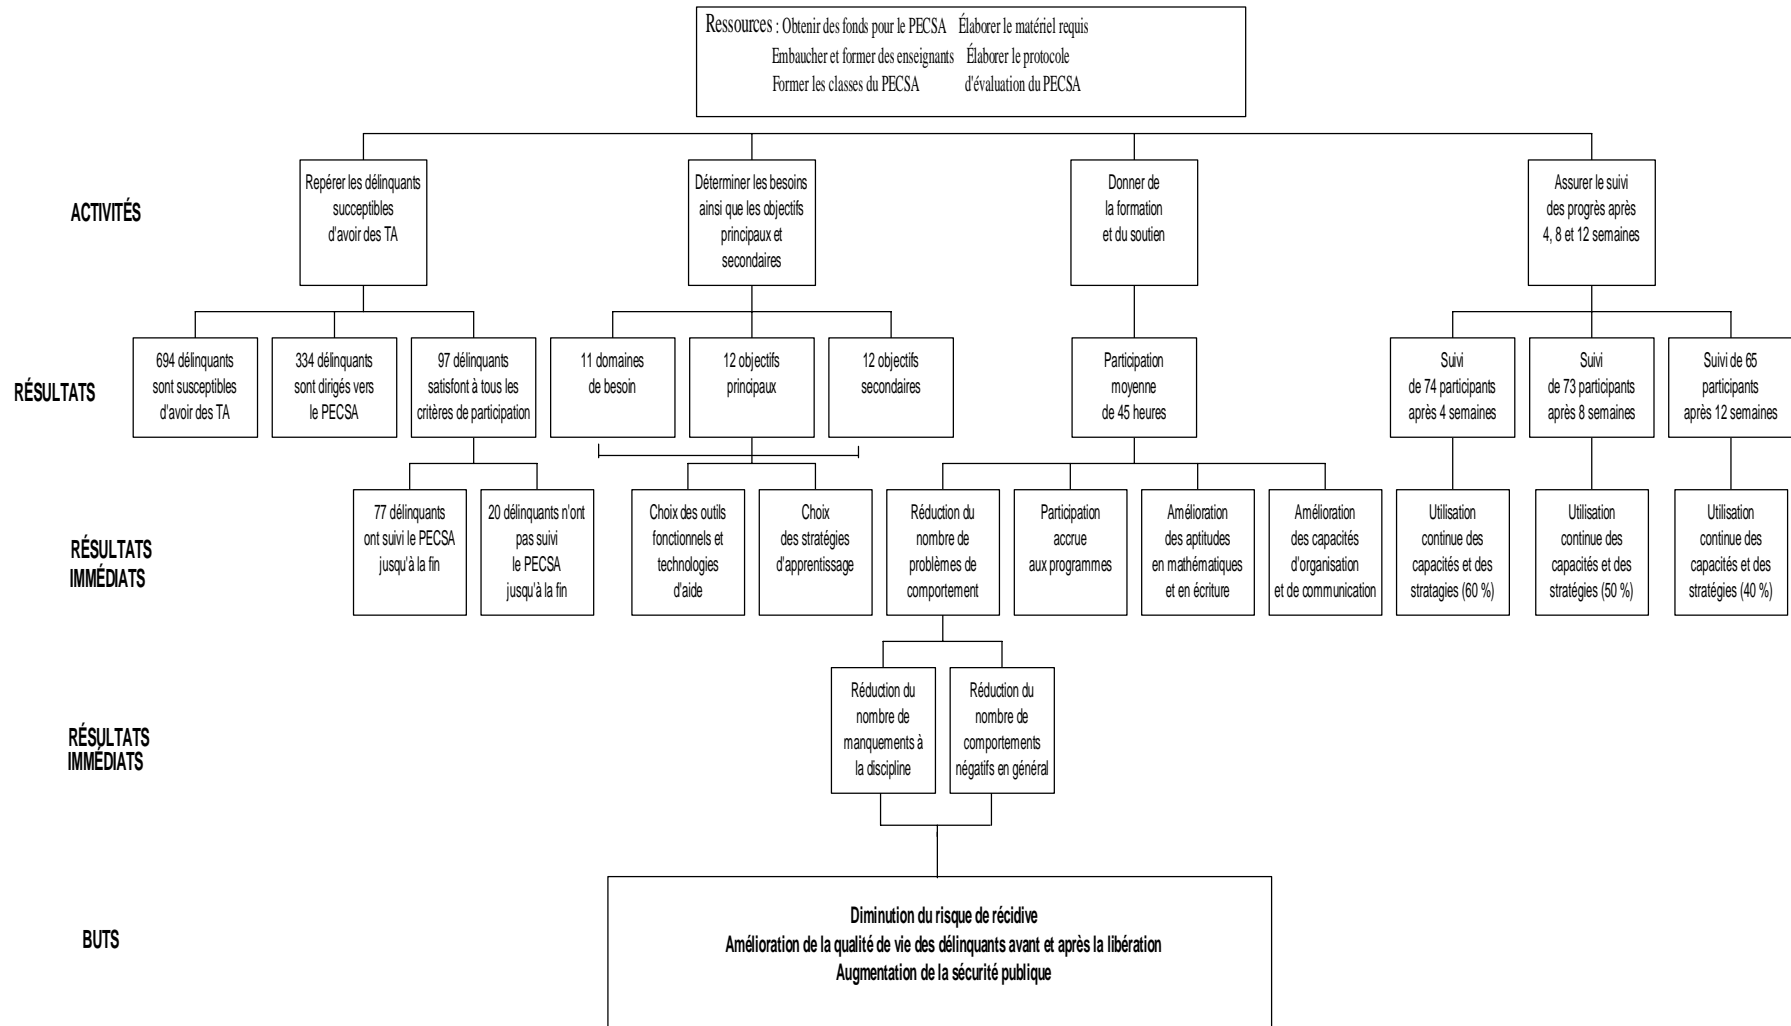 Ressources : Obtenir des fonds pour le PECSA Élaborer le matériel requis
Embaucher et former des enseignants Élaborer le protocole
Former les classes du PECSA d'évaluation du PECSA
ACTIVITÉS
Repérer les délinquants
succeptibles
d'avoir des TA
Déterminer les besoins
ainsi que les objectifs
principaux et
secondaires
Donner de
la formation
et du soutien
Assurer le suivi
des progrès après
4, 8 et 12 semaines
RÉSULTATS
694 délinquants
sont susceptibles
d'avoir des TA
334 délinquants
sont dirigés vers
le PECSA
97 délinquants
satisfont à tous les
critères de participation
11 domaines
de besoin
12 objectifs
principaux
12 objectifs
secondaires
Participation
moyenne
de 45 heures
Suivi
de 74 participants
après 4 semaines
Suivi
de 73 participants
après 8 semaines
Suivi de 65
participants
après 12 semaines
RÉSULTATS
IMMÉDIATS
77 délinquants
ont suivi le PECSA
jusqu'à la fin
20 délinquants n'ont
pas suivi
le PECSA
jusqu'à la fin
Choix des outils
fonctionnels et
technologies
d'aide
Choix
des stratégies
d'apprentissage
Réduction du
nombre de
problèmes de
comportement
Participation
accrue
aux programmes
Amélioration
des aptitudes
en mathématiques
et en écriture
Amélioration
des capacités
d'organisation
et de communication
Utilisation
continue des
capacités et des
stratagies (60 %)
Utilisation
continue des
capacités et des
stratégies (50 %)
Utilisation
continue des
capacités et des
stratégies (40 %)
RÉSULTATS
IMMÉDIATS
Réduction du
nombre de
manquements à
la discipline
Réduction du
nombre de
comportements
négatifs en général
BUTS
Diminution du risque de récidive
Amélioration de la qualité de vie des délinquants avant et après la libération
Augmentation de la sécurité publique